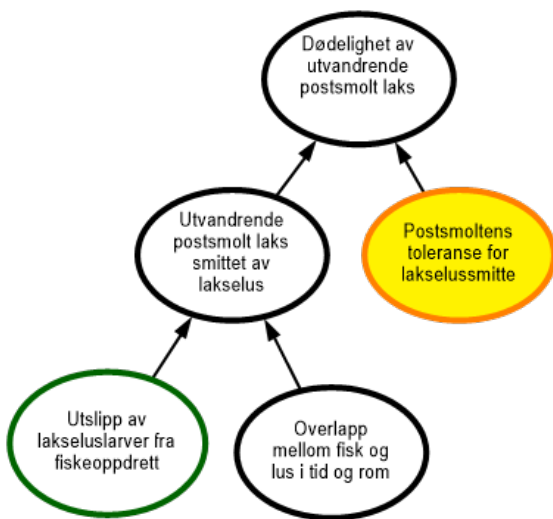 Dødelighet av
utvandrende
postsmolt laks
Utvandrende
postsmolt laks
smittet av
lakselus
Postsmoltens
toleranse for
lakselussmitte
Utslipp av
lakseluslarver fra
fiskeoppdrett
Overlapp
mellom fisk og
lus i tid og rom